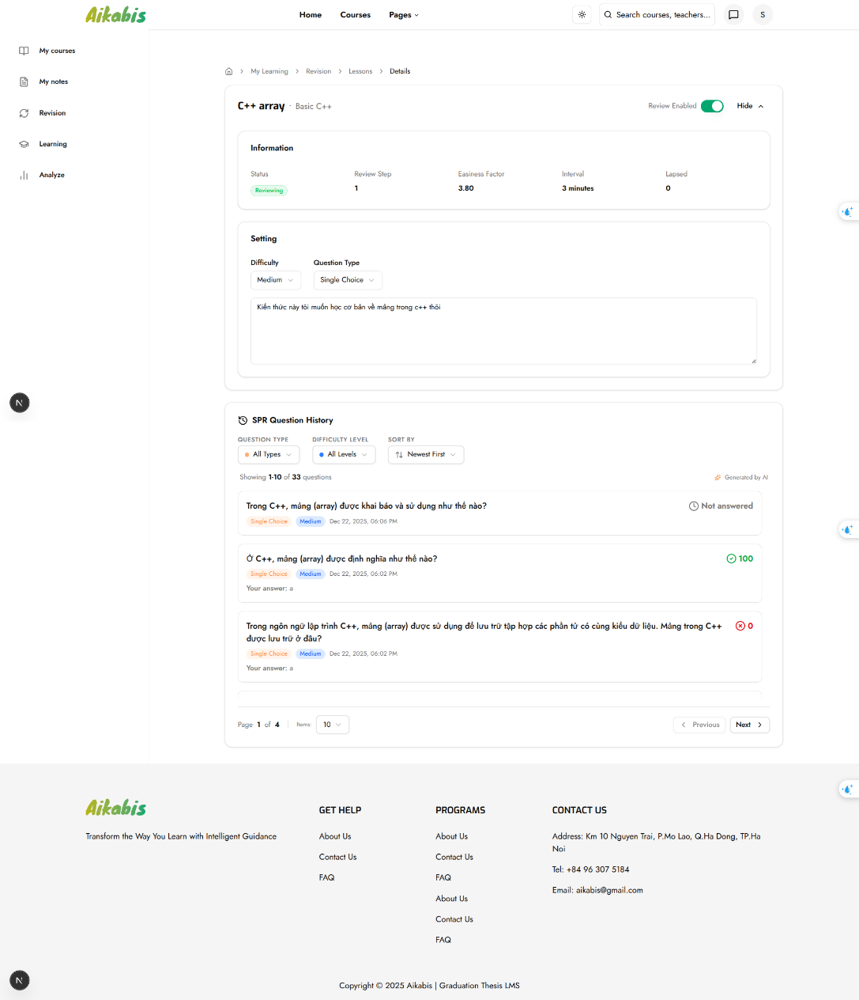 Aikabis
Home Courses Pages
Search courses, teachers...
S
My courses
My notes
Revision
Learning
Analyze
My Learning Revision Lessons Details
C++ array · Basic C++
Review Enabled
Hide
Information
Status Review Step Easiness Factor Interval Lapsed
Reviewing 1 3.80 3 minutes 0
Setting
Difficulty Question Type
Medium Single Choice
Kiến thức này tôi muốn học cơ bản về mảng trong c++ thôi
N
SPR Question History
QUESTION TYPE DIFFICULTY LEVEL SORT BY
All Types All Levels Newest First
Showing 1-10 of 33 questions
Generated by AI
Trong C++, mảng (array) được khai báo và sử dụng như thế nào?
Not answered
Single Choice Medium Dec 22, 2025, 06:06 PM
Ở C++, mảng (array) được định nghĩa như thế nào?
100
Single Choice Medium Dec 22, 2025, 06:02 PM
Your answer: a
Trong ngôn ngữ lập trình C++, mảng (array) được sử dụng để lưu trữ tập hợp các phần tử có cùng kiểu dữ liệu. Mảng trong C++
được lưu trữ ở đâu?
0
Single Choice Medium Dec 22, 2025, 06:02 PM
Your answer: a
Page 1 of 4 Items: 10
Previous Next
Aikabis
Transform the Way You Learn with Intelligent Guidance
GET HELP
About Us
Contact Us
FAQ
PROGRAMS
About Us
Contact Us
FAQ
About Us
Contact Us
FAQ
CONTACT US
Address: Km 10 Nguyen Trai, P.Mo Lao, Q.Ha Dong, TP.Ha
Noi
Tel: +84 96 307 5184
Email: aikabis@gmail.com
N
Copyright © 2025 Aikabis | Graduation Thesis LMS